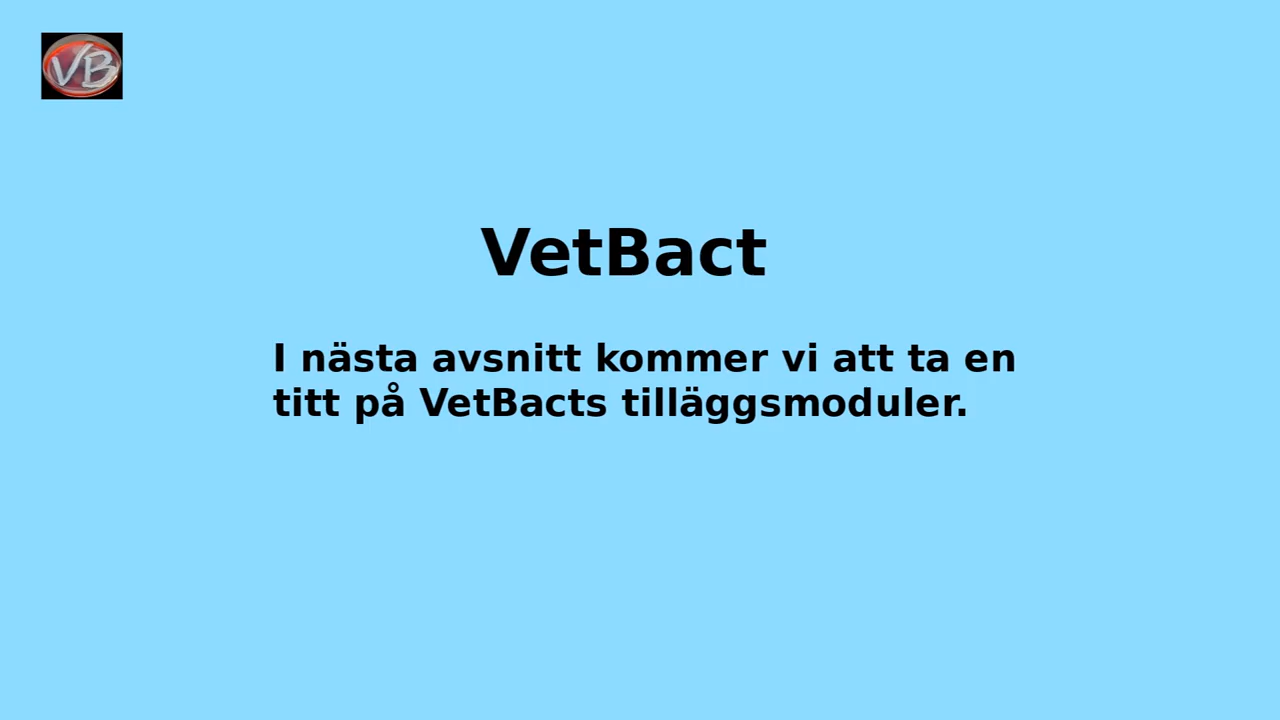 VB
VetBact
I nästa avsnitt kommer vi att ta en
titt på VetBacts tilläggsmoduler.